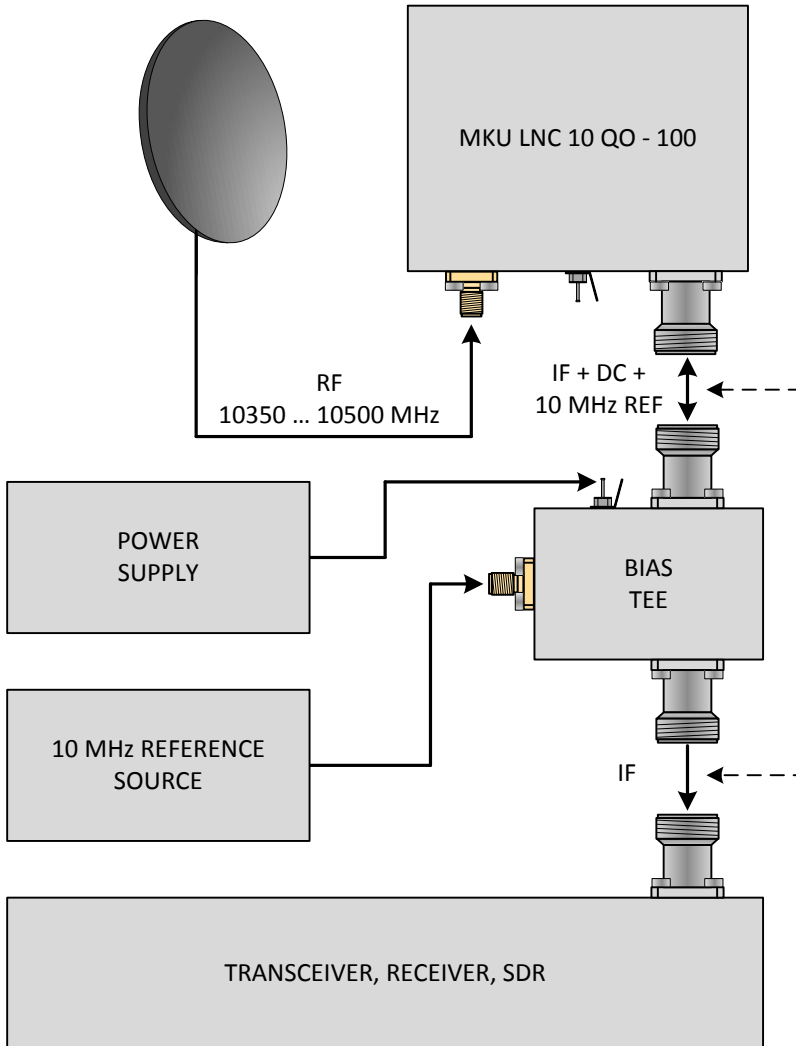 MKU LNC 10 QO - 100
RF
10350 ... 10500 MHz
IF + DC +
10 MHz REF
POWER
SUPPLY
BIAS
TEE
10 MHz REFERENCE
SOURCE
IF
TRANSCEIVER, RECEIVER, SDR